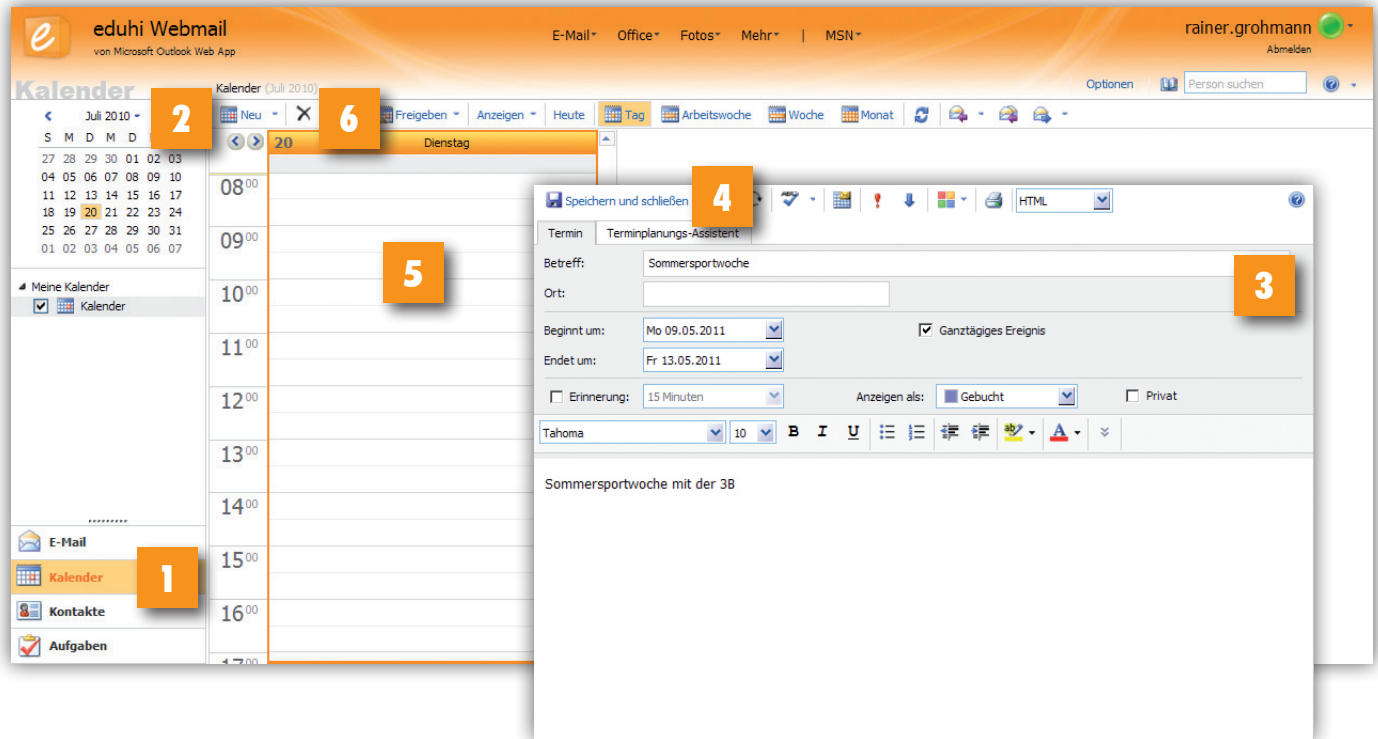 eduhi Webmail
von Microsoft Outlook Web App
E-Mail Office Fotos Mehr | MSN
rainer.grohmann
Abmelden
Kalender
Kalender (Juli 2010)
Optionen
Person suchen
2
6
Neu
Freigeben Anzeigen Heute Tag Arbeitswoche Woche Monat
Juli 2010
S M D M D
27 28 29 30 01 02 03
04 05 06 07 08 09 10
11 12 13 14 15 16 17
18 19 20 21 22 23 24
25 26 27 28 29 30 31
01 02 03 04 05 06 07
Meine Kalender
Kalender
E-Mail
Kalender
1
Kontakte
Aufgaben
20 Dienstag
08 00
09 00
10 00
11 00
12 00
13 00
14 00
15 00
16 00
17 00
5
Speichern und schließen
4
HTML
Termin Terminplanungs-Assistent
Betreff: Sommersportwoche
3
Ort:
Beginnt um: Mo 09.05.2011 Ganztägiges Ereignis
Endet um: Fr 13.05.2011
Erinnerung: 15 Minuten Anzeigen als: Gebucht Privat
Tahoma 10 B I U
Sommersportwoche mit der 3B